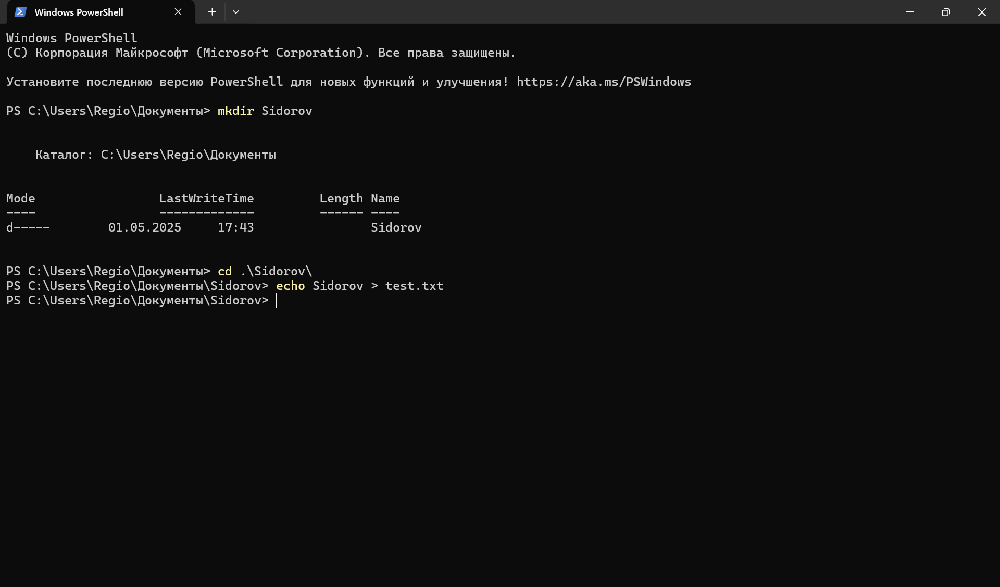 Windows PowerShell
Windows PowerShell
(C) Корпорация Майкрософт (Microsoft Corporation). Все права защищены.
Установите последнюю версию PowerShell для новых функций и улучшения! https://aka.ms/PSWindows
PS C:\Users\Regio\Документы> mkdir Sidorov
Каталог: C:\Users\Regio\Документы
Mode                 LastWriteTime         Length Name
----                 -------------         ------ ----
d-----        01.05.2025     17:43                Sidorov
PS C:\Users\Regio\Документы> cd .\Sidorov\
PS C:\Users\Regio\Документы\Sidorov> echo Sidorov > test.txt
PS C:\Users\Regio\Документы\Sidorov>